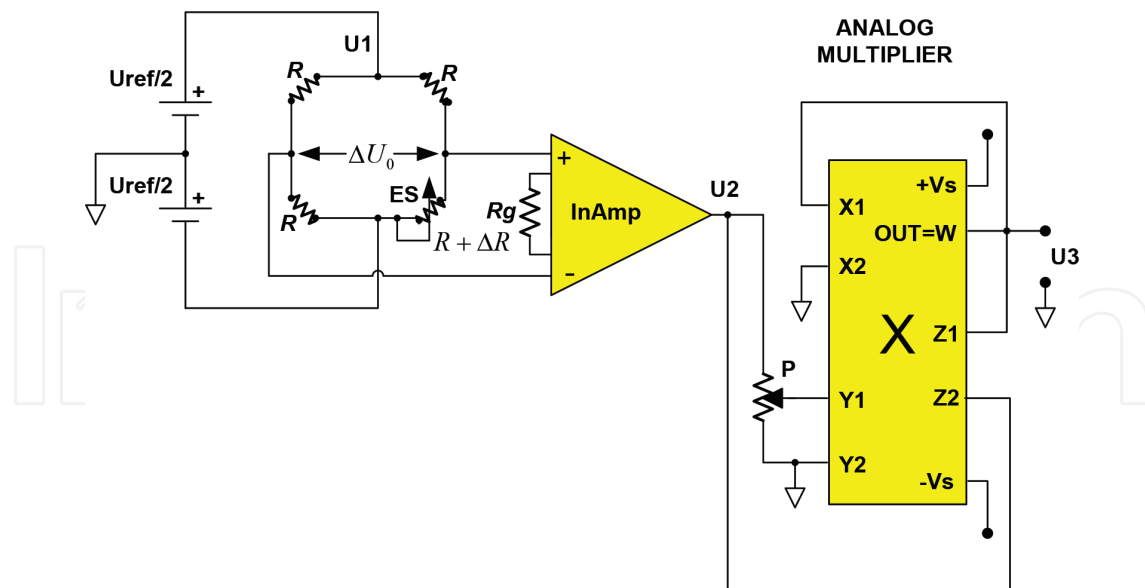 ANALOG
MULTIPLIER
U1
Uref/2
+
R
R
ΔU₀
Uref/2
+
ES
R
R + ΔR
Rg
+
InAmp
-
U2
X1
X2
X
Y1
Y2
+Vs
OUT=W
Z1
Z2
-Vs
U3
P